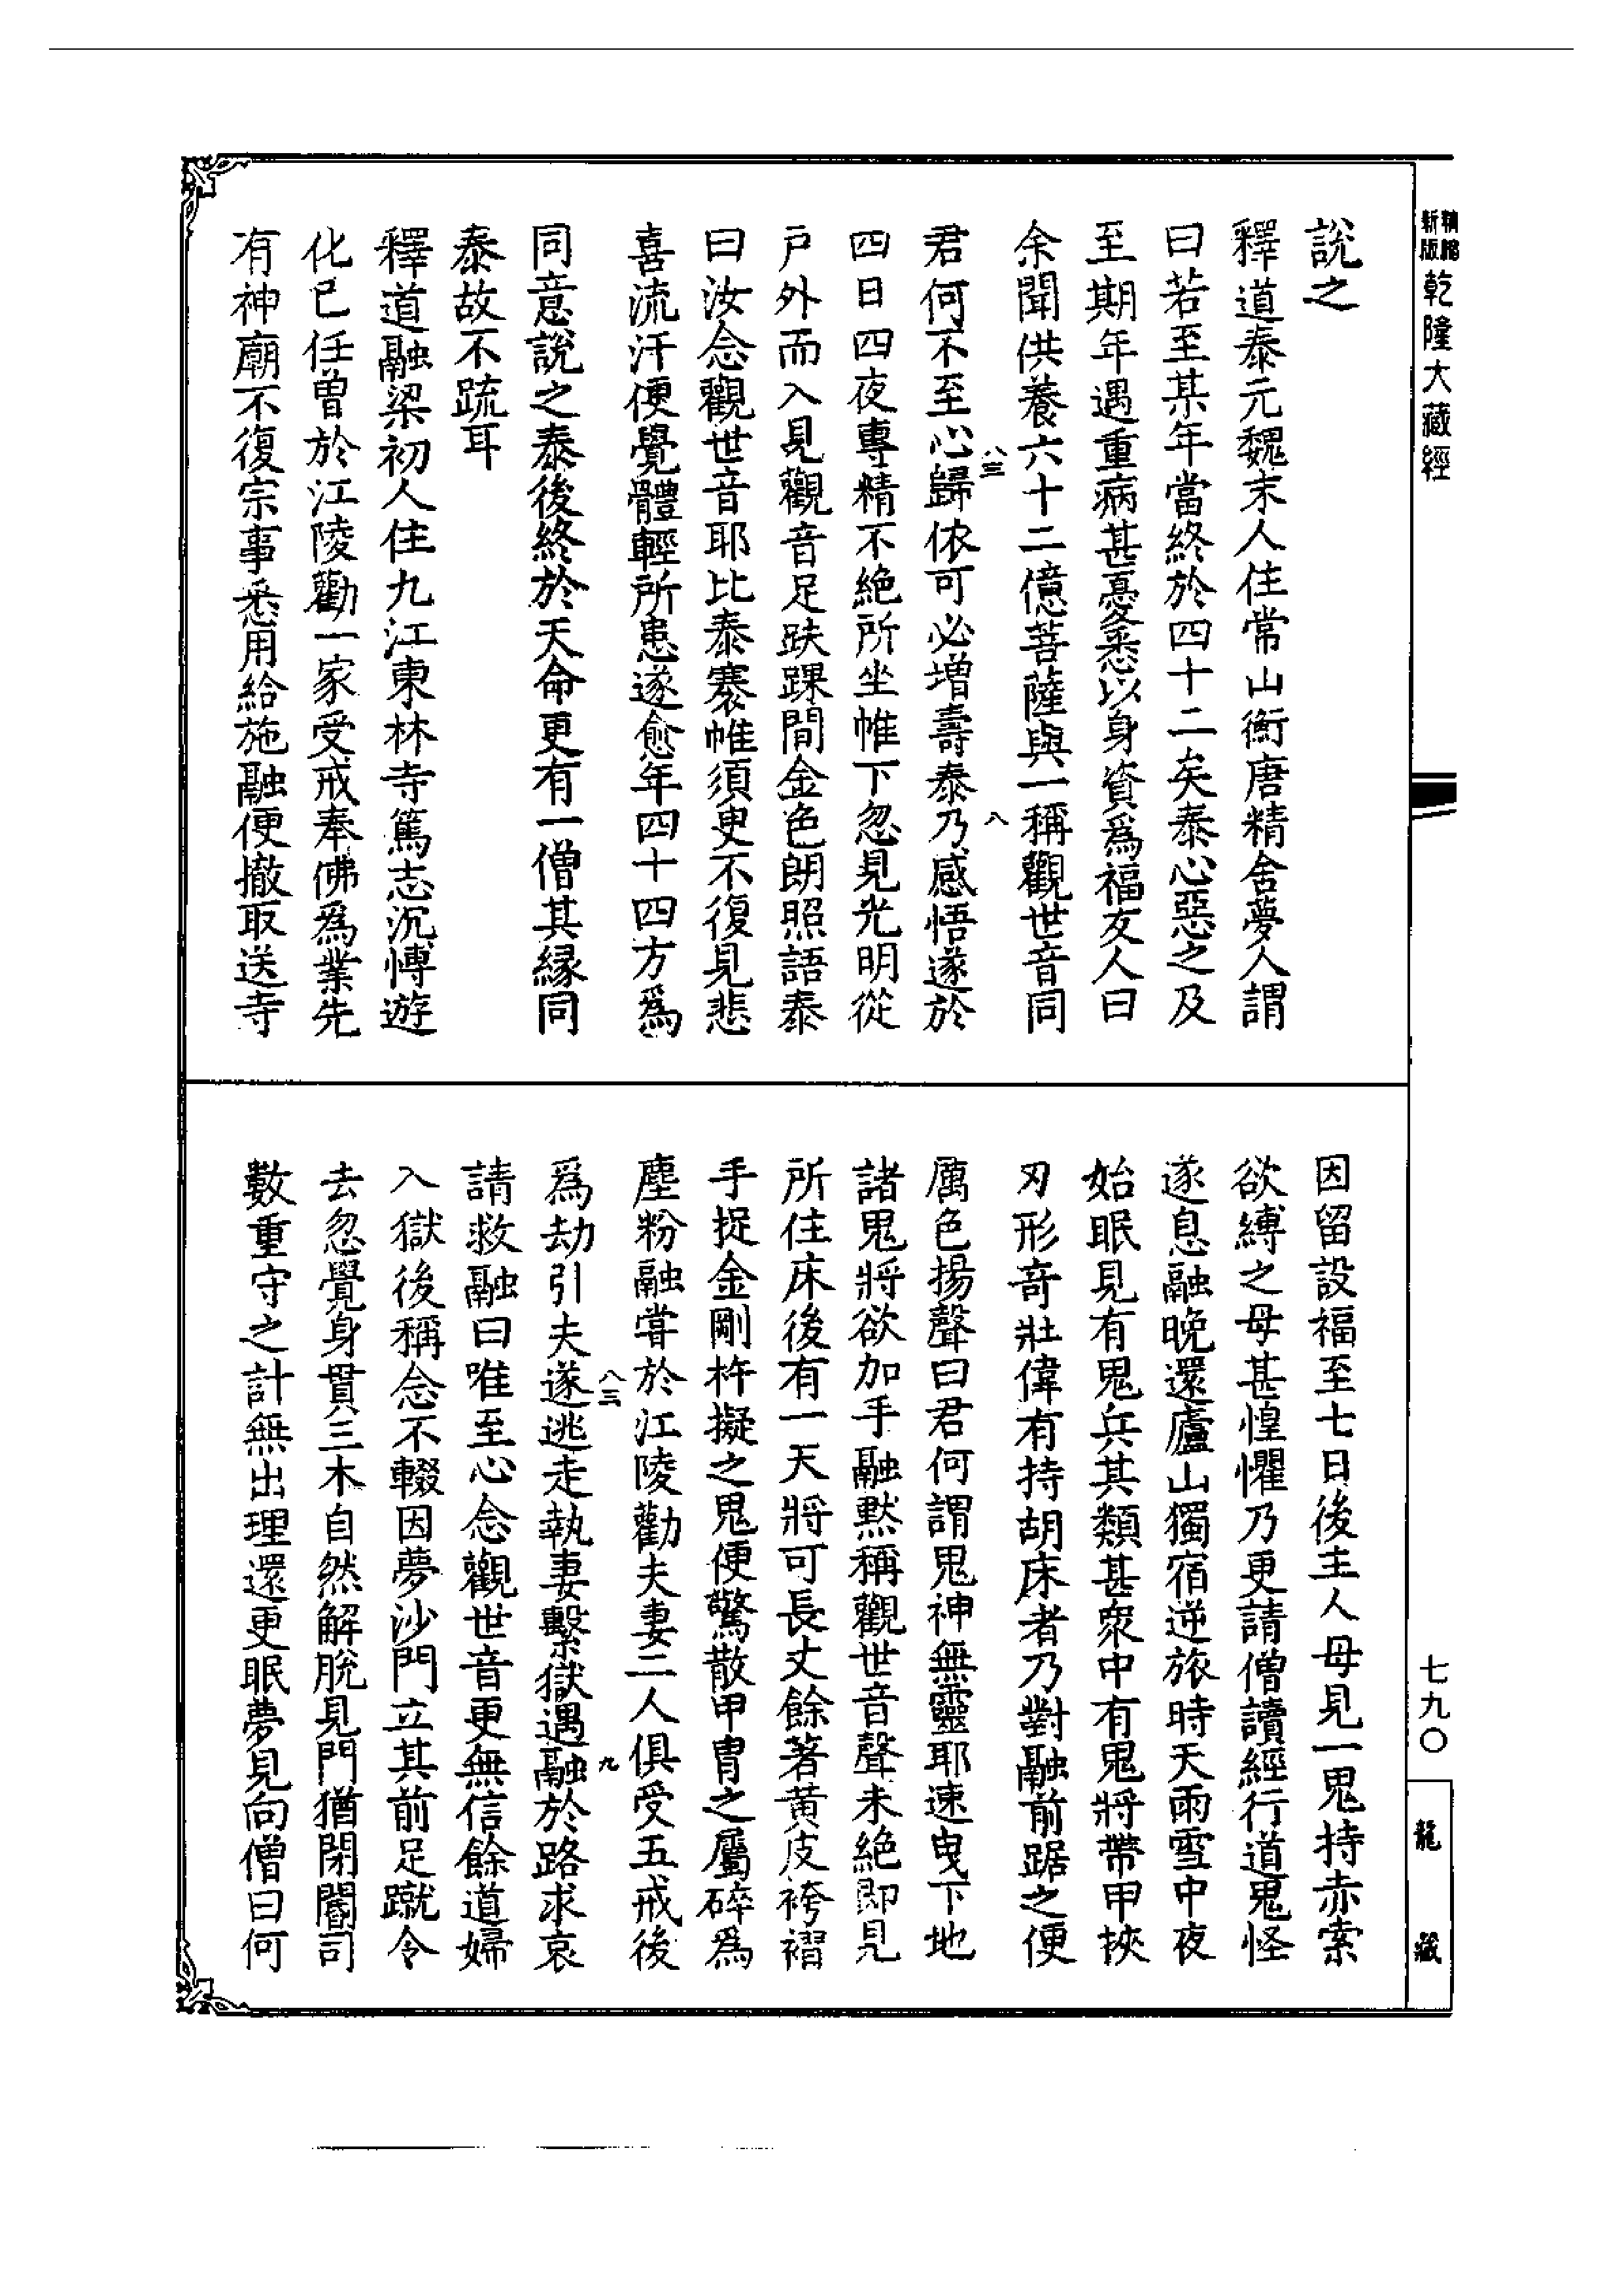 新版
精縮
乾隆大藏經
說之
釋道泰元魏末人住常山衡唐精舍夢人謂
曰若至某年當終於四十二矣泰心惡之及
至期年遇重病甚憂悉以身資為福友人曰
余聞供養六十二億菩薩與一稱觀世音同
八三
八
君何不至心歸依可必增壽泰乃感悟遂於
四日四夜專精不絕所坐帷下忽見光明從
戶外而入見觀音足趺踝間金色朗照語泰
曰汝念觀世音耶比泰褰帷須臾不復見悲
喜流汗便覺體輕所患遂愈年四十四方為
同意說之泰後終於天命更有一僧其緣同
泰故不疏耳
釋道融梁初人住九江東林寺篤志沉博遊
化已任曾於江陵勸一家受戒奉佛為業先
有神廟不復宗事悉用給施融便撤取送寺
因留設福至七日後主人母見一鬼持赤索
欲縛之母甚惶懼乃更請僧讀經行道鬼怪
遂息融晚還廬山獨宿逆旅時天雨雪中夜
始眠見有鬼兵其類甚眾中有鬼將帶甲挾
刃形奇壯偉有持胡床者乃對融前踞之便
厲色揚聲曰君何謂鬼神無靈耶速曳下地
諸鬼將欲加手融默稱觀世音聲未絕即見
所住床後有一天將可長丈餘著黃皮袴褶
手捉金剛杵擬之鬼便驚散甲冑之屬碎為
塵粉融嘗於江陵勸夫妻二人俱受五戒後
八三
九
為劫引夫遂逃走執妻繫獄遇融於路求哀
請救融曰唯至心念觀世音更無信餘道婦
入獄後稱念不輟因夢沙門立其前足蹴令
去忽覺身貫三木自然解脫見門猶閉閽司
數重守之計無出理還更眠夢見向僧曰何
七九〇
龍藏